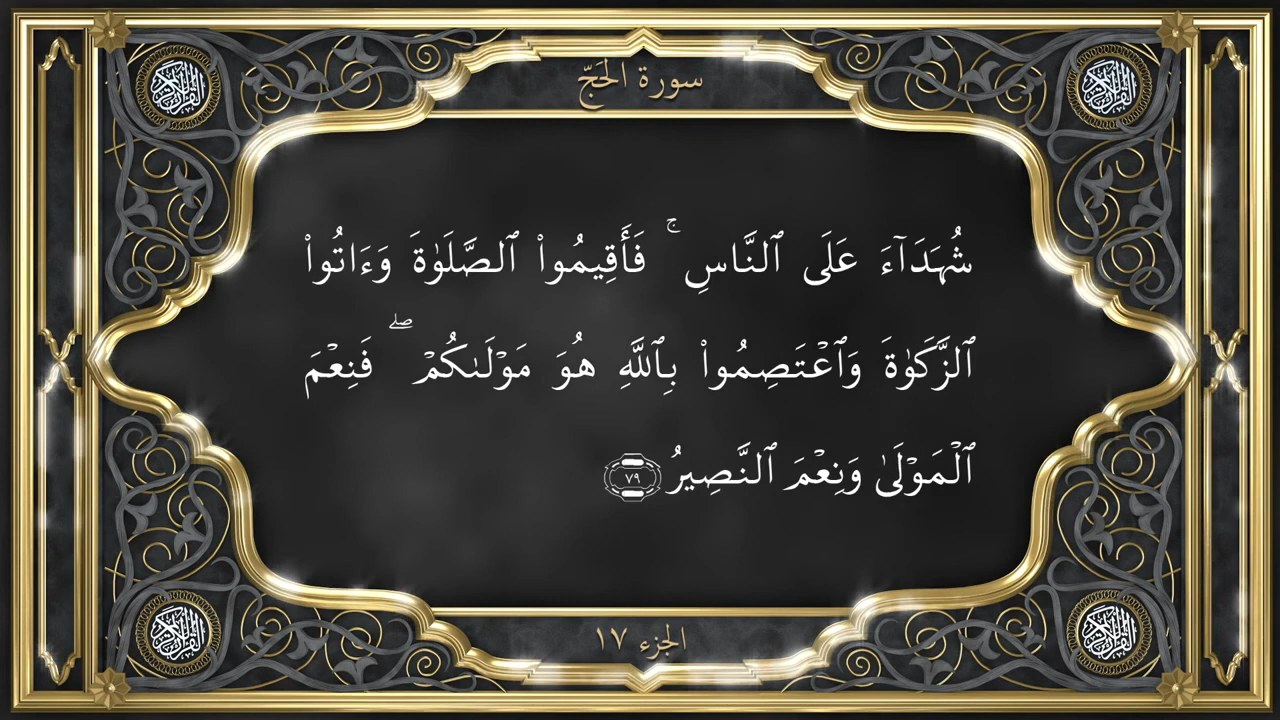 سورة الحَجّ
شُهَدَآءَ عَلَى ٱلنَّاسِ ۚ فَأَقِيمُوا۟ ٱلصَّلَوٰةَ وَءَاتُوا۟
ٱلزَّكَوٰةَ وَٱعْتَصِمُوا۟ بِٱللَّهِ هُوَ مَوْلَىٰكُمْ ۖ فَنِعْمَ
ٱلْمَوْلَىٰ وَنِعْمَ ٱلنَّصِيرُ ٧٩
الجزء ١٧